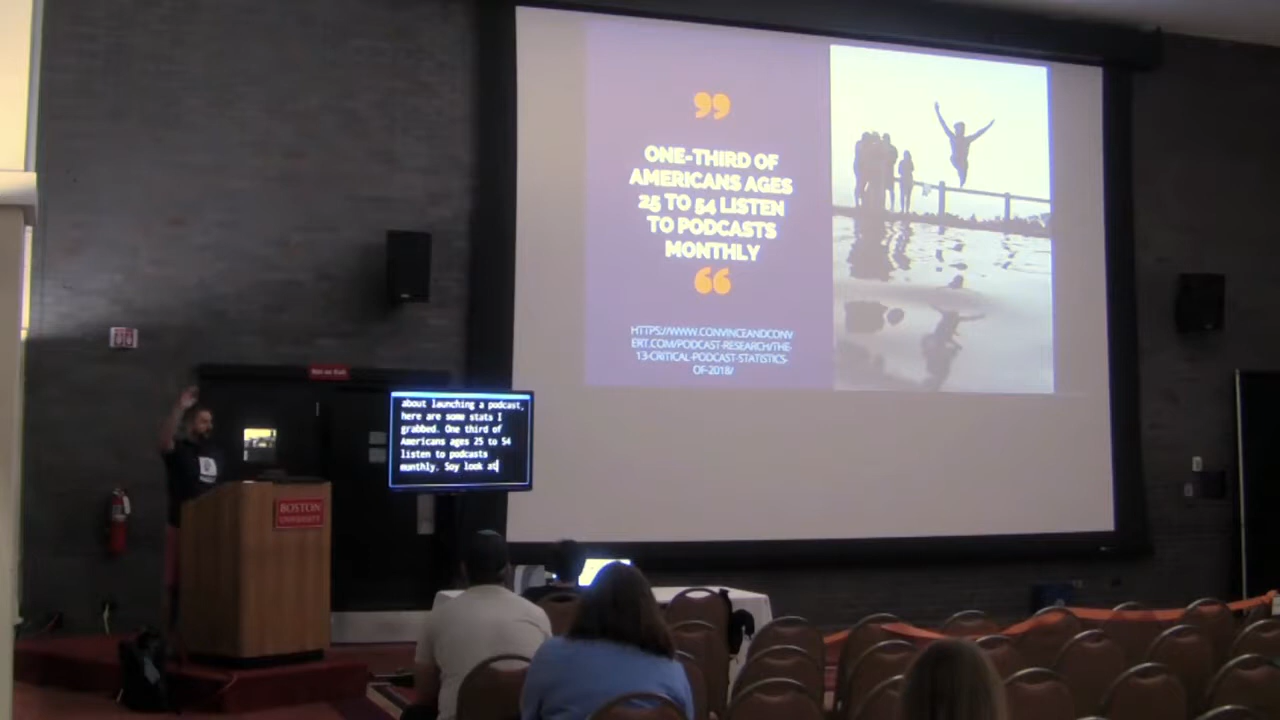 ONE-THIRD OF
AMERICANS AGES
25 TO 54 LISTEN
TO PODCASTS
MONTHLY
HTTPS://WWW.CONVINCEANDCONV
ERT.COM/PODCAST-RESEARCH/THE-
13-CRITICAL-PODCAST-STATISTICS-
OF-2018/
about launching a podcast,
here are some stats I
grabbed. One third of
Americans ages 25 to 54
listen to podcasts
munthly. Soy look at
BOSTON
UNIVERSITY